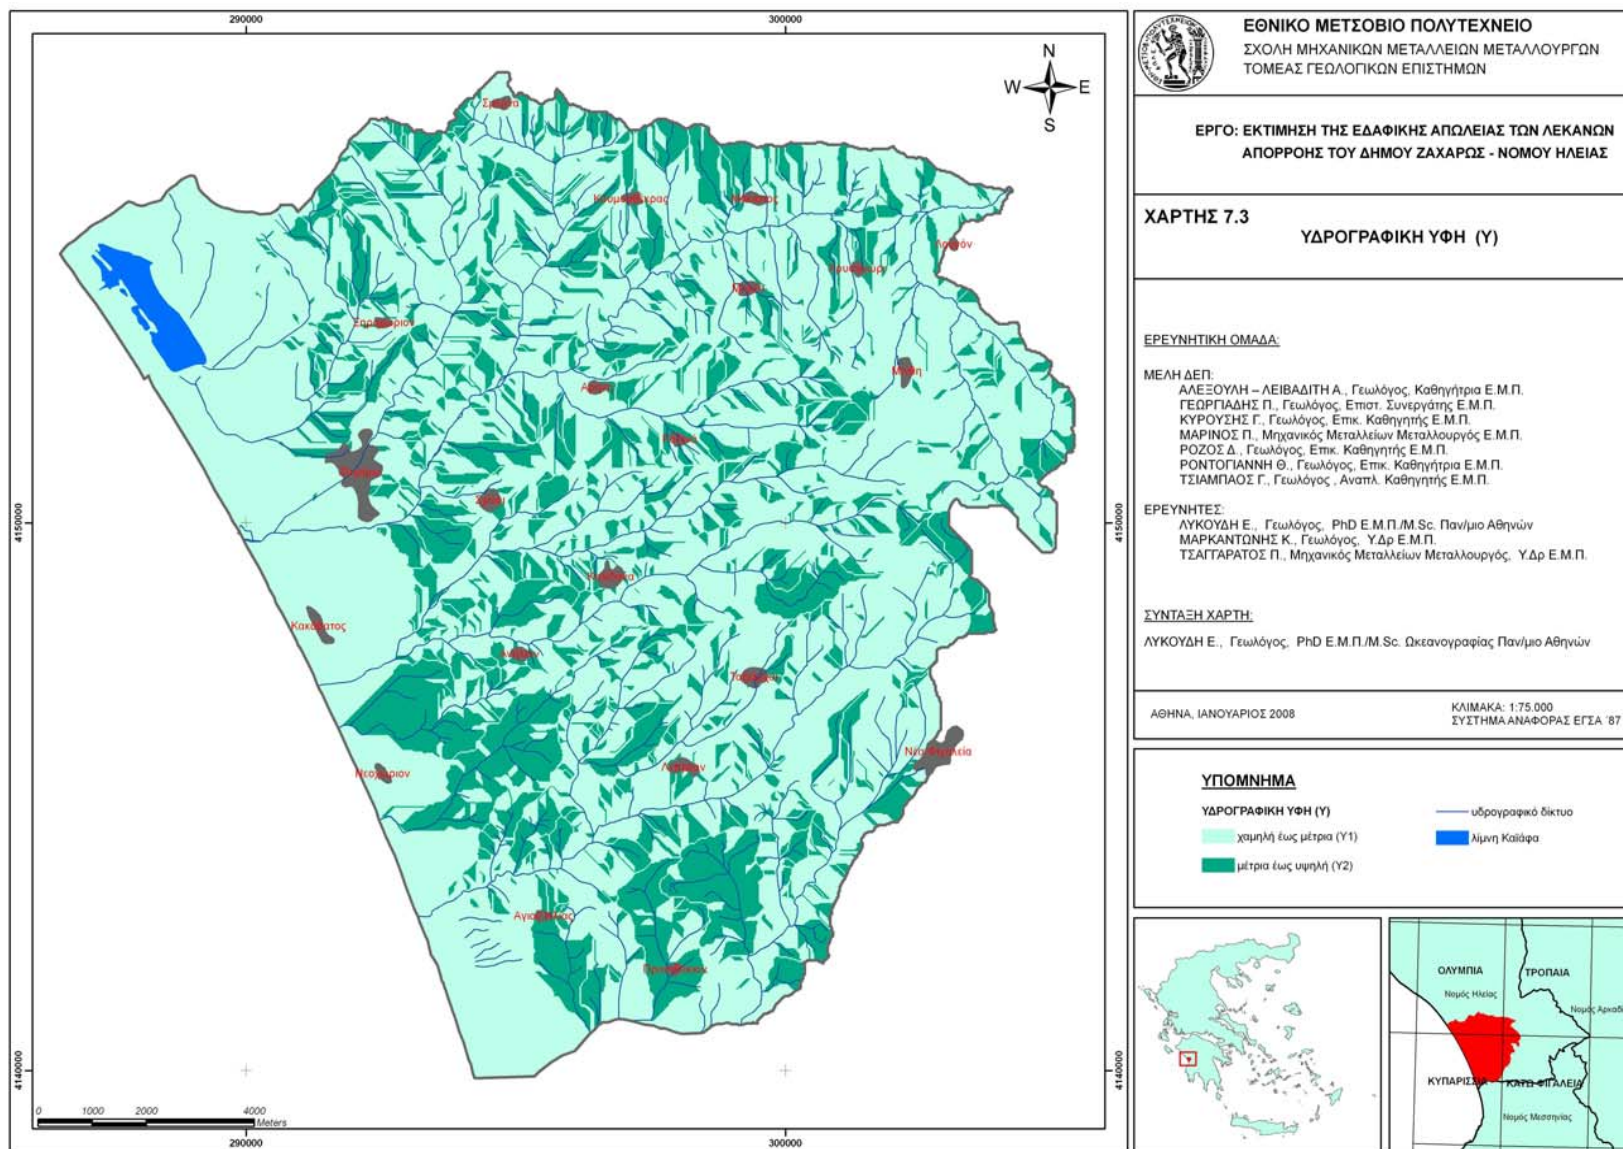 290000
300000
N
W
E
S
Κακόβατος
4150000
4150000
4140000
4140000
0 1000 2000 4000
Meters
290000
300000
ΕΘΝΙΚΟ ΜΕΤΣΟΒΙΟ ΠΟΛΥΤΕΧΝΕΙΟ
ΣΧΟΛΗ ΜΗΧΑΝΙΚΩΝ ΜΕΤΑΛΛΕΙΩΝ ΜΕΤΑΛΛΟΥΡΓΩΝ
ΤΟΜΕΑΣ ΓΕΩΛΟΓΙΚΩΝ ΕΠΙΣΤΗΜΩΝ
ΕΡΓΟ: ΕΚΤΙΜΗΣΗ ΤΗΣ ΕΔΑΦΙΚΗΣ ΑΠΩΛΕΙΑΣ ΤΩΝ ΛΕΚΑΝΩΝ
ΑΠΟΡΡΟΗΣ ΤΟΥ ΔΗΜΟΥ ΖΑΧΑΡΩΣ - ΝΟΜΟΥ ΗΛΕΙΑΣ
ΧΑΡΤΗΣ 7.3
ΥΔΡΟΓΡΑΦΙΚΗ ΥΦΗ (Υ)
ΕΡΕΥΝΗΤΙΚΗ ΟΜΑΔΑ:
ΜΕΛΗ ΔΕΠ:
ΑΛΕΞΟΥΛΗ – ΛΕΙΒΑΔΙΤΗ Α., Γεωλόγος, Καθηγήτρια Ε.Μ.Π.
ΓΕΩΡΓΙΑΔΗΣ Π., Γεωλόγος, Επιστ. Συνεργάτης Ε.Μ.Π.
ΚΥΡΟΥΣΗΣ Γ., Γεωλόγος, Επικ. Καθηγητής Ε.Μ.Π.
ΜΑΡΙΝΟΣ Π., Μηχανικός Μεταλλείων Μεταλλουργός Ε.Μ.Π.
ΡΟΖΟΣ Δ., Γεωλόγος, Επικ. Καθηγητής Ε.Μ.Π.
ΡΟΝΤΟΓΙΑΝΝΗ Θ., Γεωλόγος, Επικ. Καθηγήτρια Ε.Μ.Π.
ΤΣΙΑΜΠΑΟΣ Γ., Γεωλόγος , Αναπλ. Καθηγητής Ε.Μ.Π.
ΕΡΕΥΝΗΤΕΣ:
ΛΥΚΟΥΔΗ Ε., Γεωλόγος, PhD Ε.Μ.Π./M.Sc. Παν/μιο Αθηνών
ΜΑΡΚΑΝΤΩΝΗΣ Κ., Γεωλόγος, Υ.Δρ Ε.Μ.Π.
ΤΣΑΓΓΑΡΑΤΟΣ Π., Μηχανικός Μεταλλείων Μεταλλουργός, Υ.Δρ Ε.Μ.Π.
ΣΥΝΤΑΞΗ ΧΑΡΤΗ:
ΛΥΚΟΥΔΗ Ε., Γεωλόγος, PhD Ε.Μ.Π./M.Sc. Ωκεανογραφίας Παν/μιο Αθηνών
ΑΘΗΝΑ, ΙΑΝΟΥΑΡΙΟΣ 2008
ΚΛΙΜΑΚΑ: 1:75.000
ΣΥΣΤΗΜΑ ΑΝΑΦΟΡΑΣ ΕΓΣΑ '87
ΥΠΟΜΝΗΜΑ
ΥΔΡΟΓΡΑΦΙΚΗ ΥΦΗ (Υ)
χαμηλή έως μέτρια (Υ1)
μέτρια έως υψηλή (Υ2)
υδρογραφικό δίκτυο
λίμνη Καϊάφα
ΟΛΥΜΠΙΑ
ΤΡΟΠΑΙΑ
Νομός Ηλείας
ΚΥΠΑΡΙΣΣΙΑ
ΚΑΤΩ ΦΙΓΑΛΕΙΑ
Νομός Μεσσηνίας